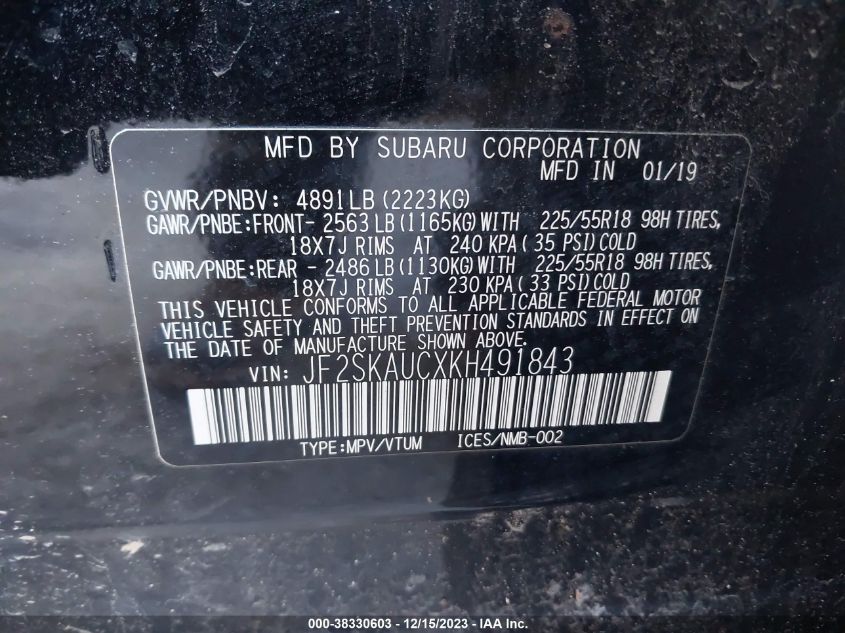 MFD BY SUBARU CORPORATION
MFD IN 01/19
GVWR/PNBV: 4891LB (2223KG)
GAWR/PNBE:FRONT- 2563 LB (1165KG) WITH 225/55R18 98H TIRES,
18X7J RIMS AT 240 KPA ( 35 PSI) COLD
GAWR/PNBE:REAR - 2486 LB (1130KG) WITH 225/55R18 98H TIRES,
18X7J RIMS AT 230 KPA ( 33 PSI) COLD
THIS VEHICLE CONFORMS TO ALL APPLICABLE FEDERAL MOTOR
VEHICLE SAFETY AND THEFT PREVENTION STANDARDS IN EFFECT ON
THE DATE OF MANUFACTURE SHOWN ABOVE.
VIN: JF2SKAUCXKH491843
TYPE:MPV/VTUM ICES/NMB-002
000-38330603 - 12/15/2023 - IAA Inc.